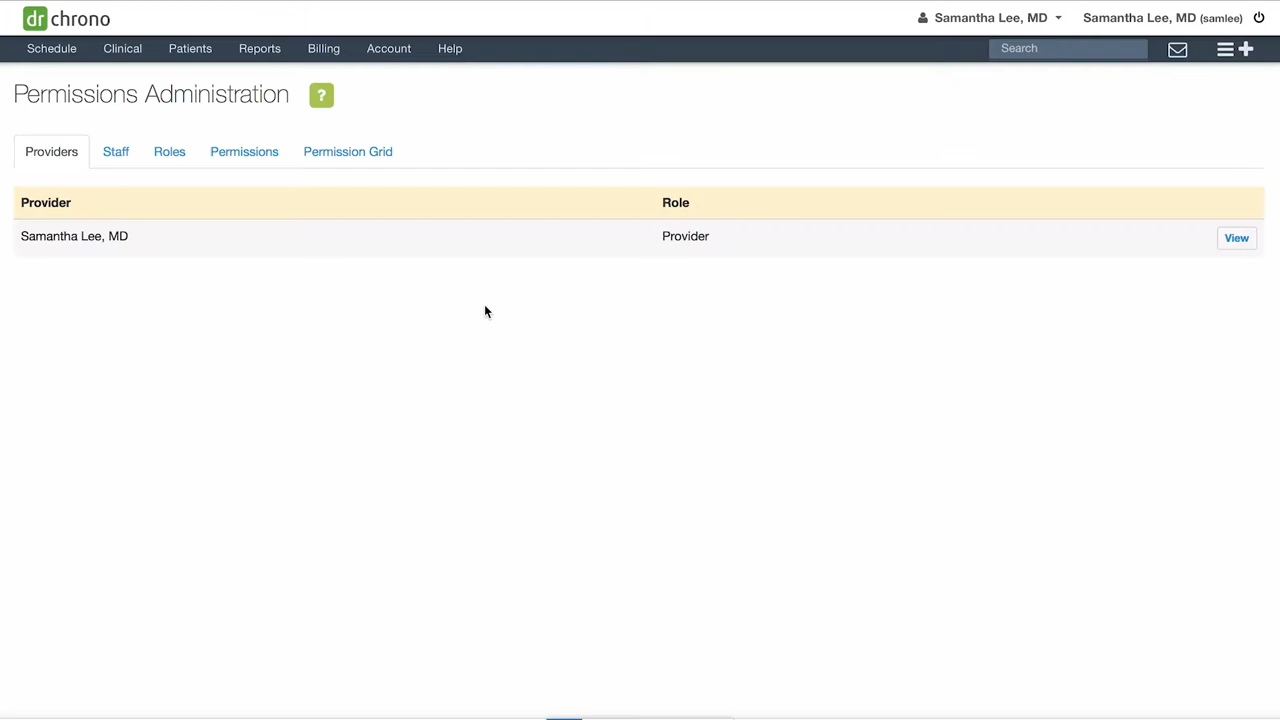 dr chrono
Samantha Lee, MD
Samantha Lee, MD (samlee)
Schedule Clinical Patients Reports Billing Account Help
Search
Permissions Administration ?
Providers Staff Roles Permissions Permission Grid
Provider Role
Samantha Lee, MD Provider View